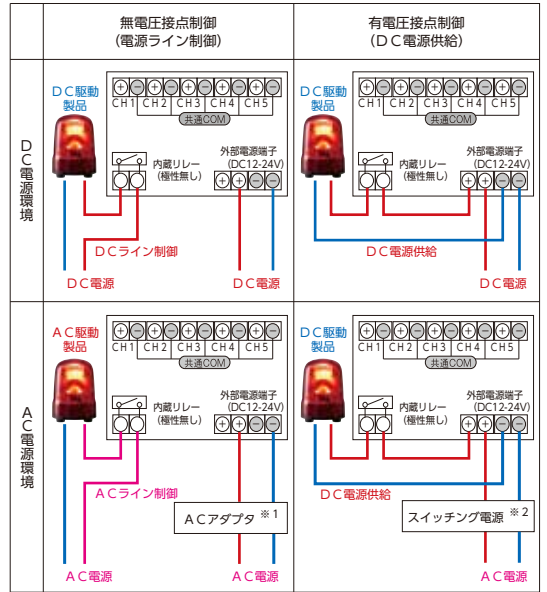 無電圧接点制御
(電源ライン制御)
有電圧接点制御
(DC電源供給)
DC電源環境
DC駆動
製品
CH1 CH2 CH3 CH4 CH5
共通COM
内蔵リレー
(極性無し)
外部電源端子
(DC12-24V)
DCライン制御
DC電源
DC電源
DC駆動
製品
CH1 CH2 CH3 CH4 CH5
共通COM
内蔵リレー
(極性無し)
外部電源端子
(DC12-24V)
DC電源供給
DC電源
AC電源環境
AC駆動
製品
CH1 CH2 CH3 CH4 CH5
共通COM
内蔵リレー
(極性無し)
外部電源端子
(DC12-24V)
ACライン制御
ACアダプタ ※1
AC電源
AC電源
DC駆動
製品
CH1 CH2 CH3 CH4 CH5
共通COM
内蔵リレー
(極性無し)
外部電源端子
(DC12-24V)
DC電源供給
スイッチング電源 ※2
AC電源